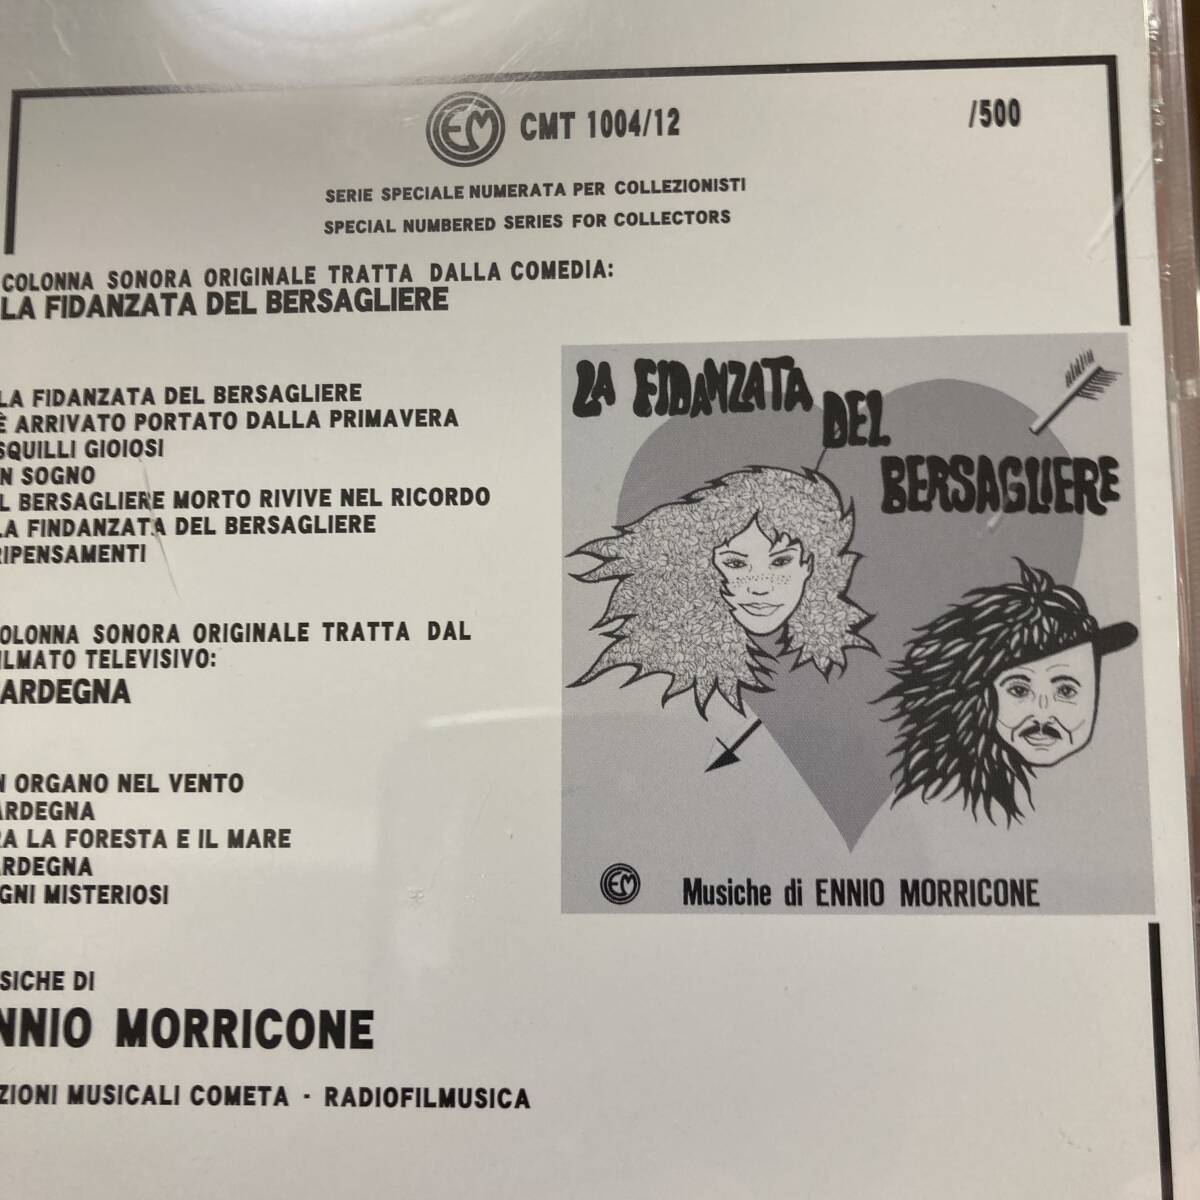 CEM CMT 1004/12 /500
SERIE SPECIALE NUMERATA PER COLLEZIONISTI
SPECIAL NUMBERED SERIES FOR COLLECTORS
COLONNA SONORA ORIGINALE TRATTA DALLA COMEDIA:
LA FIDANZATA DEL BERSAGLIERE
LA FIDANZATA DEL BERSAGLIERE
È ARRIVATO PORTATO DALLA PRIMAVERA
SQUILLI GIOIOSI
N SOGNO
L BERSAGLIERE MORTO RIVIVE NEL RICORDO
LA FINDANZATA DEL BERSAGLIERE
RIPENSAMENTI
OLONNA SONORA ORIGINALE TRATTA DAL
ILMATO TELEVISIVO:
ARDEGNA
N ORGANO NEL VENTO
ARDEGNA
RA LA FORESTA E IL MARE
ARDEGNA
GNI MISTERIOSI
SICHE DI
NNIO MORRICONE
ZIONI MUSICALI COMETA · RADIOFILMUSICA
LA FIDANZATA
DEL
BERSAGLIERE
CEM Musiche di ENNIO MORRICONE